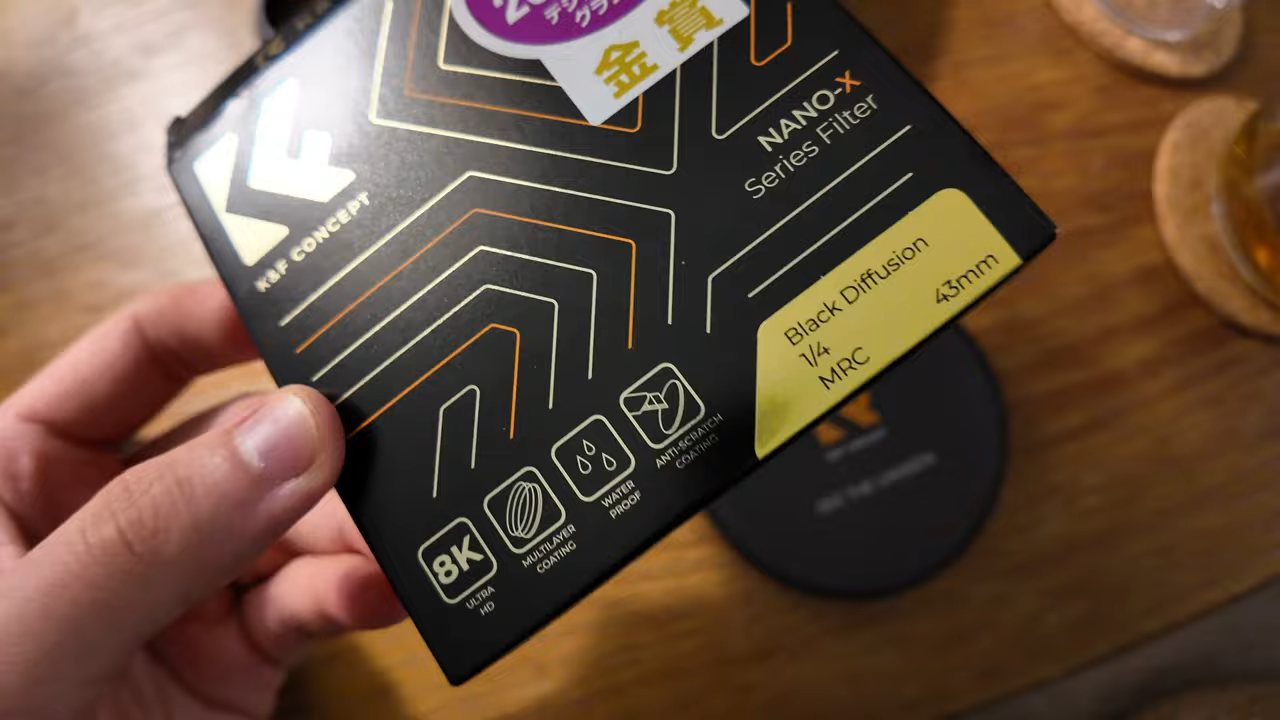 金賞
NANO-X
Series Filter
K&F CONCEPT
Black Diffusion
1/4
MRC
43mm
8K
ULTRA
HD
MULTILAYER
COATING
WATER
PROOF
ANTI-SCRATCH
COATING